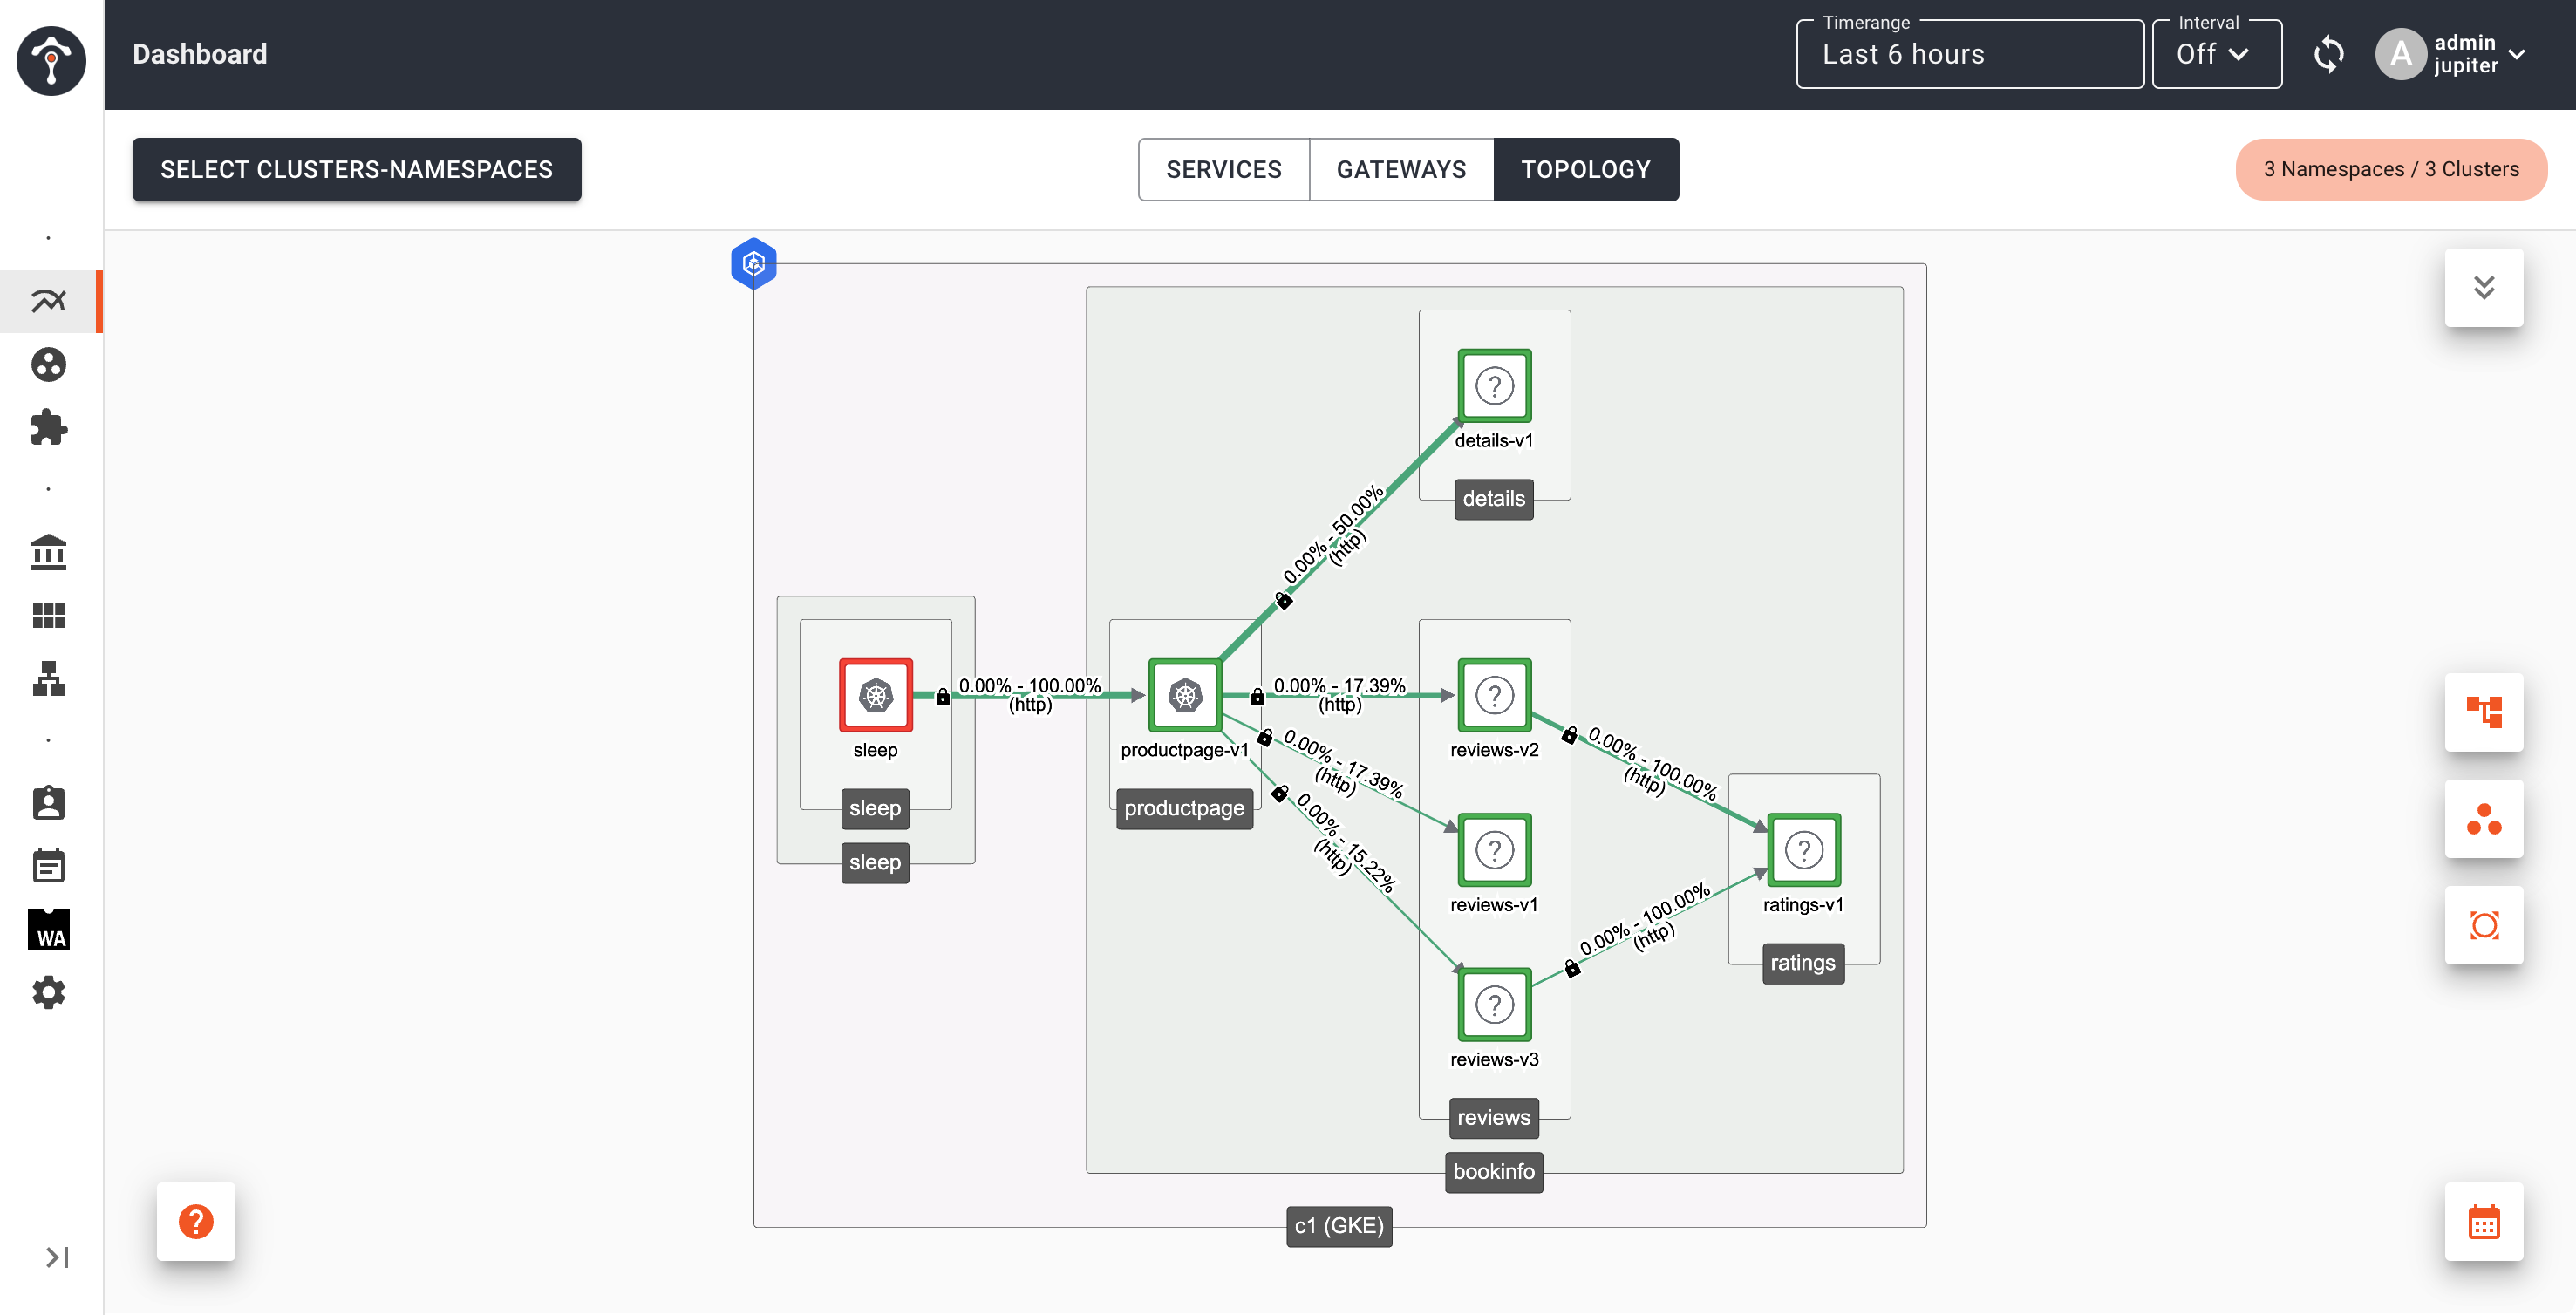 Dashboard
Timerange
Last 6 hours
Interval
Off
A
admin
jupiter
SELECT CLUSTERS-NAMESPACES
SERVICES
GATEWAYS
TOPOLOGY
3 Namespaces / 3 Clusters
details-v1
details
0.00% - 50.00%
(http)
sleep
sleep
sleep
0.00% - 100.00%
(http)
productpage-v1
productpage
0.00% - 17.39%
(http)
reviews-v2
0.00% - 17.39%
(http)
reviews-v1
0.00% - 15.22%
(http)
reviews-v3
0.00% - 100.00%
(http)
0.00% - 100.00%
(http)
ratings-v1
ratings
reviews
bookinfo
c1 (GKE)
WA